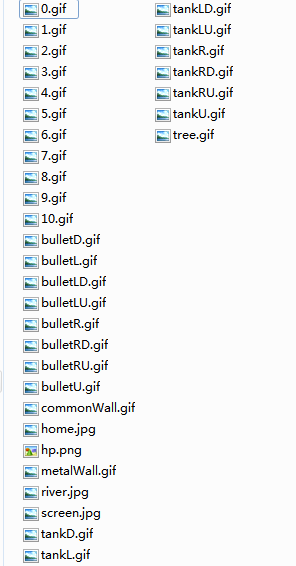 0.gif
1.gif
2.gif
3.gif
4.gif
5.gif
6.gif
7.gif
8.gif
9.gif
10.gif
bulletD.gif
bulletL.gif
bulletLD.gif
bulletLU.gif
bulletR.gif
bulletRD.gif
bulletRU.gif
bulletU.gif
commonWall.gif
home.jpg
hp.png
metalWall.gif
river.jpg
screen.jpg
tankD.gif
tankL.gif
tankLD.gif
tankLU.gif
tankR.gif
tankRD.gif
tankRU.gif
tankU.gif
tree.gif